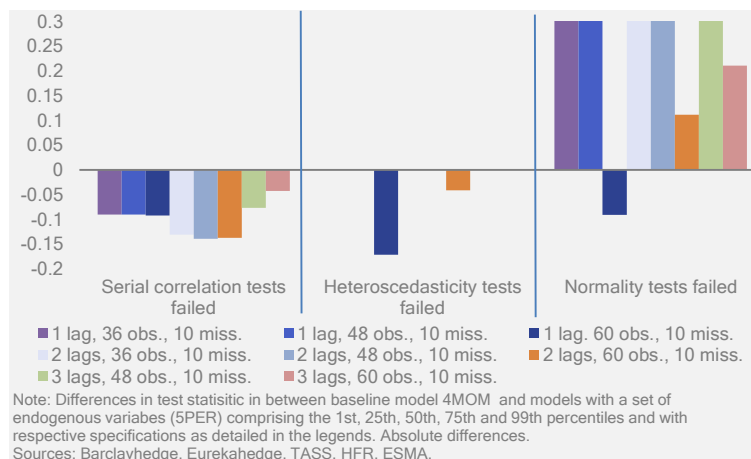 0.3
0.25
0.2
0.15
0.1
0.05
0
-0.05
-0.1
-0.15
-0.2
Serial correlation tests failed
Heteroscedasticity tests failed
Normality tests failed
1 lag, 36 obs., 10 miss.
1 lag, 48 obs., 10 miss.
1 lag. 60 obs., 10 miss.
2 lags, 36 obs., 10 miss.
2 lags, 48 obs., 10 miss.
2 lags, 60 obs., 10 miss.
3 lags, 48 obs., 10 miss.
3 lags, 60 obs., 10 miss.
Note: Differences in test statisitic in between baseline model 4MOM and models with a set of
endogenous variabes (5PER) comprising the 1st, 25th, 50th, 75th and 99th percentiles and with
respective specifications as detailed in the legends. Absolute differences.
Sources: Barclayhedge, Eurekahedge, TASS, HFR, ESMA.